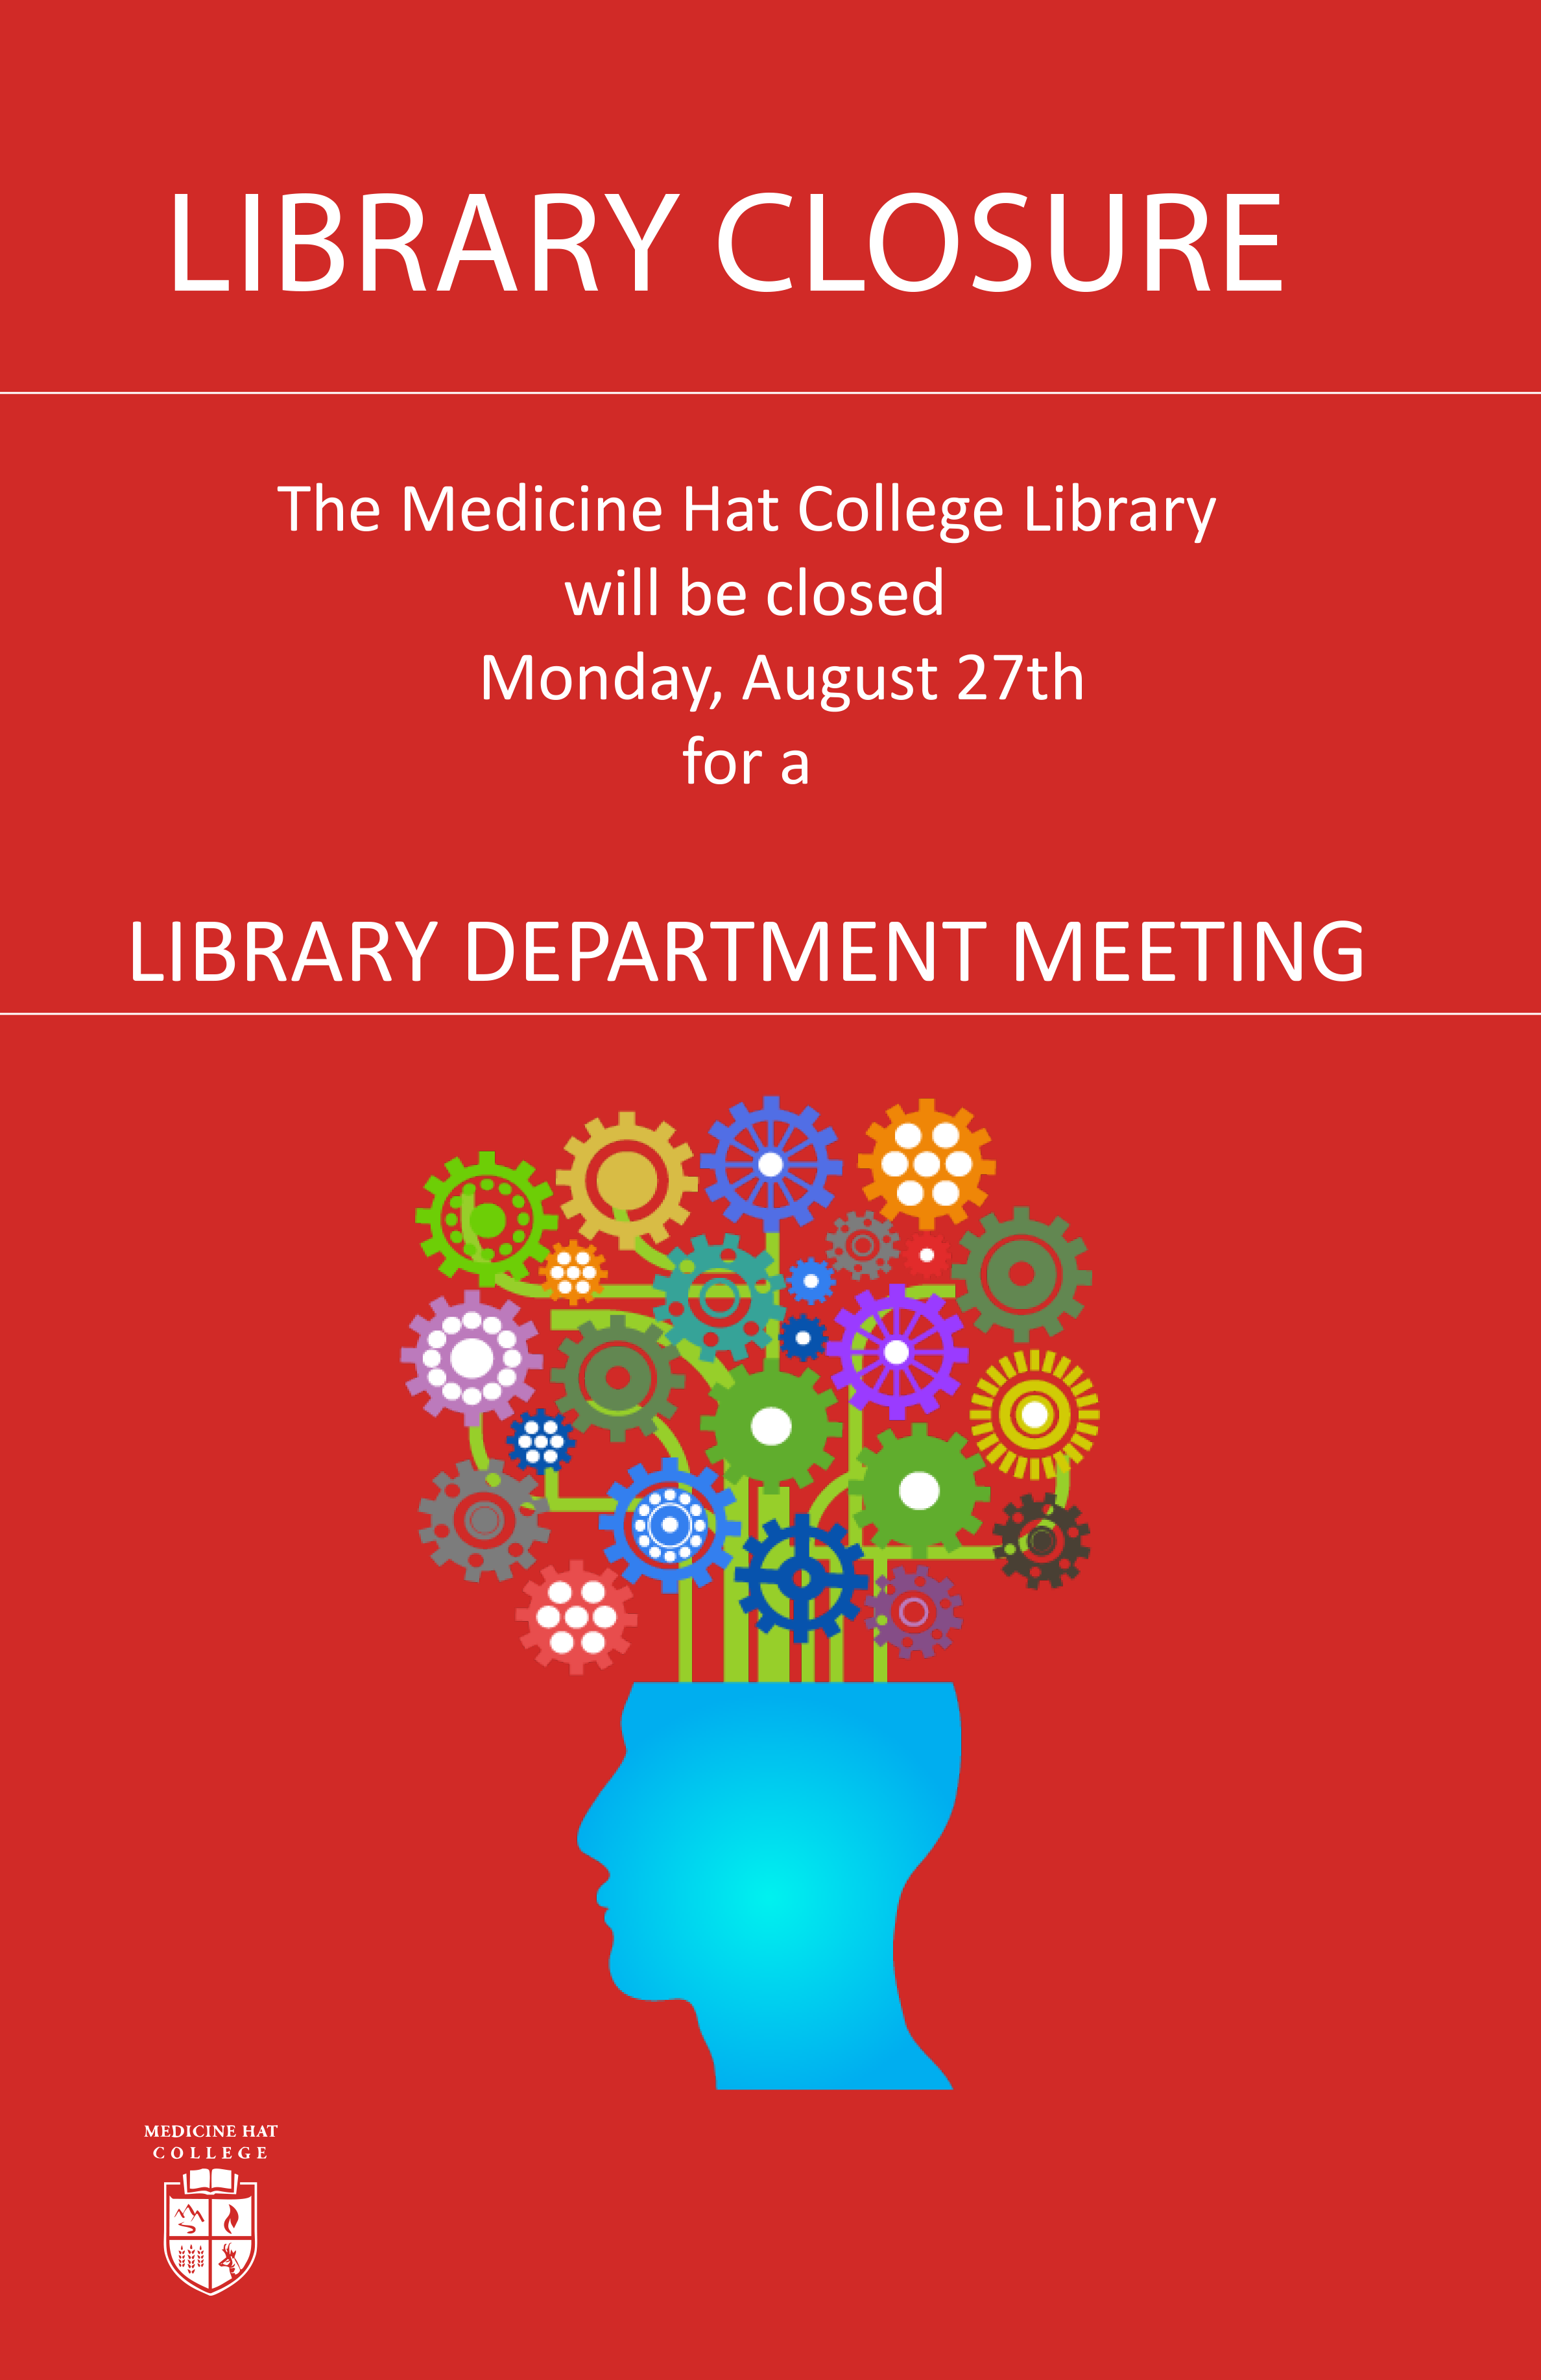 LIBRARY CLOSURE
The Medicine Hat College Library
will be closed
Monday, August 27th
for a
LIBRARY DEPARTMENT MEETING
MEDICINE HAT
COLLEGE